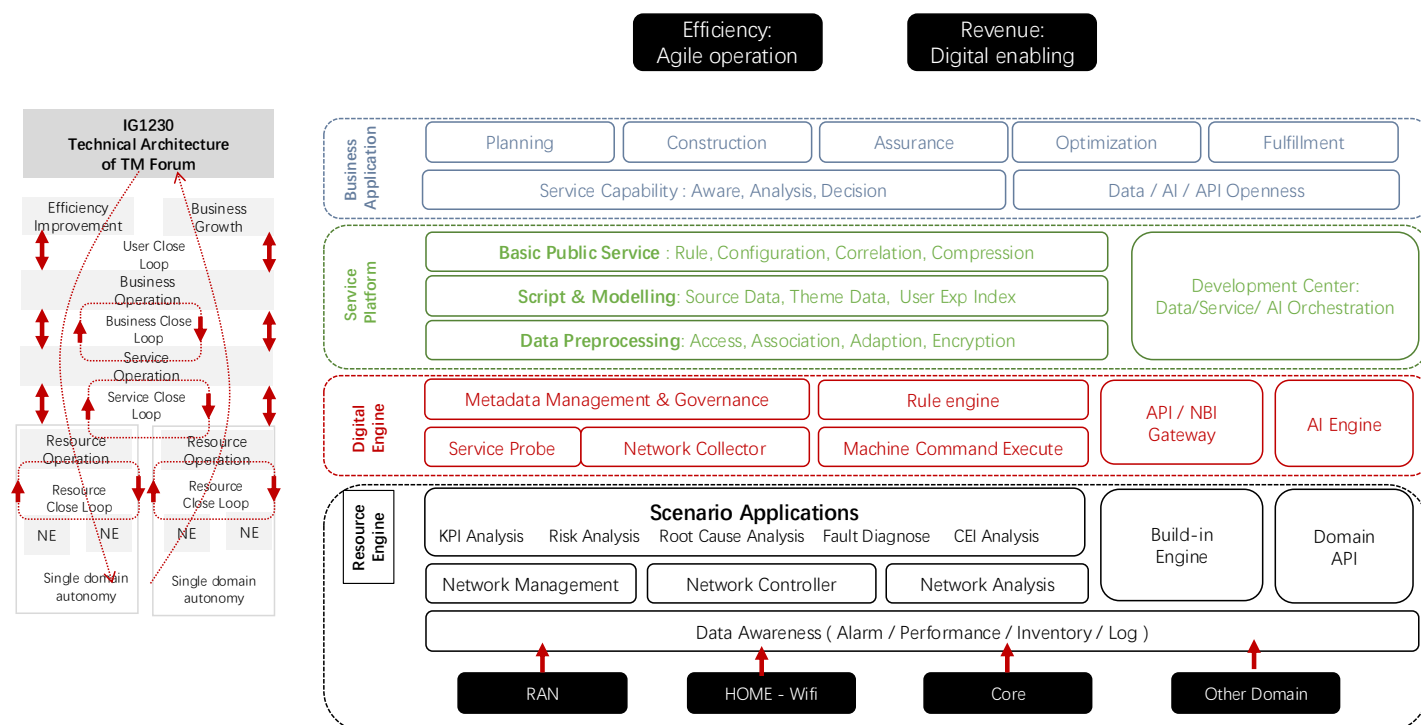 Efficiency:
Agile operation
Revenue:
Digital enabling
IG1230
Technical Architecture
of TM Forum
Efficiency
Improvement
Business
Growth
User Close
Loop
Business
Operation
Business Close
Loop
Service
Operation
Service Close
Loop
Resource
Operation
Resource
Operation
Resource
Close Loop
Resource
Close Loop
NE
NE
NE
NE
Single domain
autonomy
Single domain
autonomy
Business
Application
Planning
Construction
Assurance
Optimization
Fulfillment
Service Capability : Aware, Analysis, Decision
Data / AI / API Openness
Service
Platform
Basic Public Service : Rule, Configuration, Correlation, Compression
Script & Modelling: Source Data, Theme Data, User Exp Index
Data Preprocessing: Access, Association, Adaption, Encryption
Development Center:
Data/Service/ AI Orchestration
Digital
Engine
Metadata Management & Governance
Rule engine
Service Probe
Network Collector
Machine Command Execute
API / NBI
Gateway
AI Engine
Resource
Engine
Scenario Applications
KPI Analysis
Risk Analysis
Root Cause Analysis
Fault Diagnose
CEI Analysis
Build-in
Engine
Domain
API
Network Management
Network Controller
Network Analysis
Data Awareness ( Alarm / Performance / Inventory / Log )
RAN
HOME - Wifi
Core
Other Domain